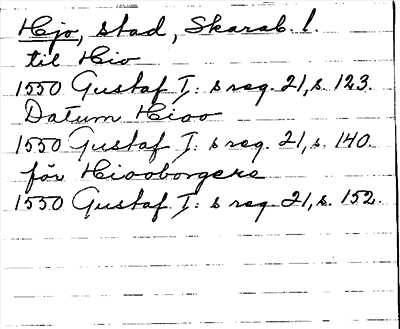 Hjo, stad, Skarab. l.
til Hio
1550 Gustaf I: s reg. 21, s. 123.
Datum Hioo
1550 Gustaf I: s reg. 21, s. 140.
för Hiooborgere
1550 Gustaf I: s reg. 21, s. 152.